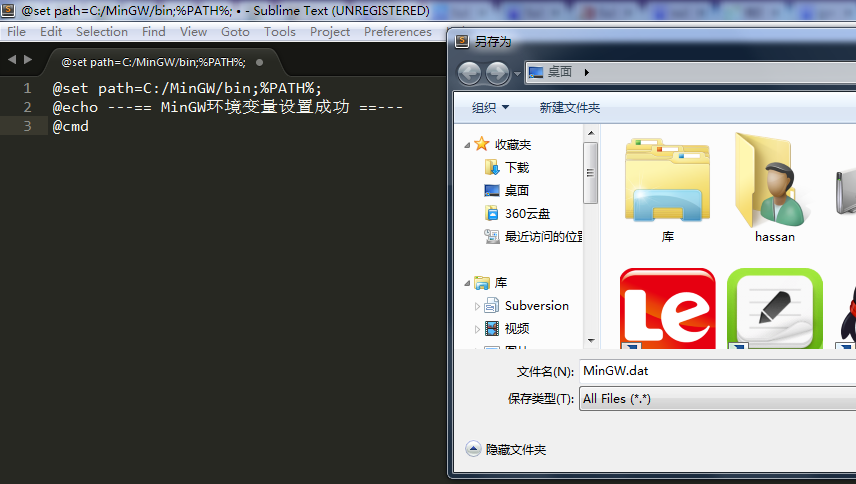 @set path=C:/MinGW/bin;%PATH%; • - Sublime Text (UNREGISTERED)
File Edit Selection Find View Goto Tools Project Preferences
@set path=C:/MinGW/bin;%PATH%;
1 @set path=C:/MinGW/bin;%PATH%;
2 @echo ---== MinGW环境变量设置成功 ==---
3 @cmd
另存为
桌面
组织 新建文件夹
收藏夹
下载
桌面
360云盘
最近访问的位置
库
Subversion
视频
库
hassan
Le
文件名(N): MinGW.dat
保存类型(T): All Files (*.*)
隐藏文件夹